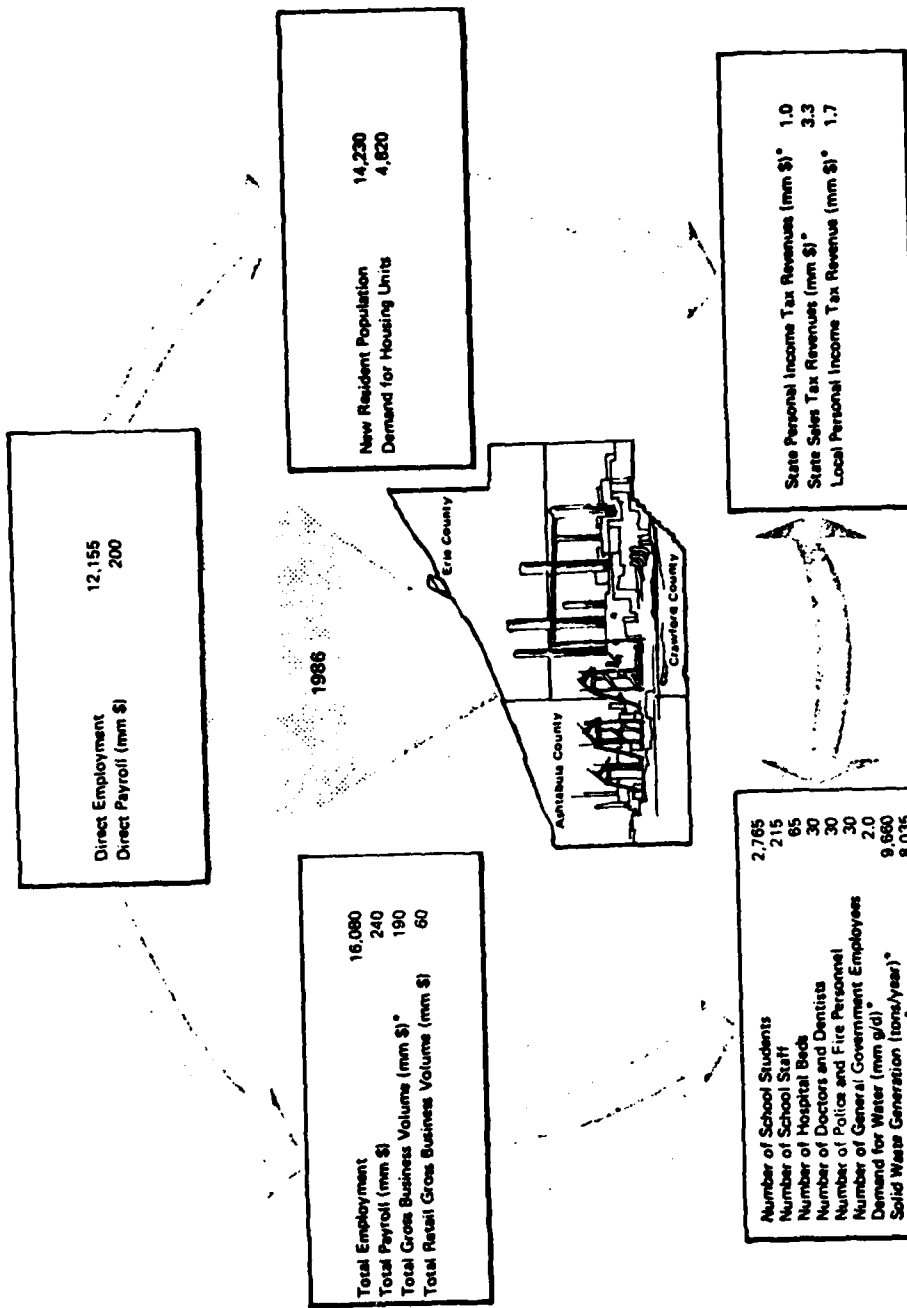 Direct Employment 12,155
Direct Payroll (mm $) 200
1986
Total Employment 16,080
Total Payroll (mm $) 240
Total Gross Business Volume (mm $)* 190
Total Retail Gross Business Volume (mm $) 60
New Resident Population 14,230
Demand for Housing Units 4,820
Ashtabula County
Erie County
Crawford County
Number of School Students 2,765
Number of School Staff 215
Number of Hospital Beds 65
Number of Doctors and Dentists 30
Number of Police and Fire Personnel 30
Number of General Government Employees 30
Demand for Water (mm g/d)* 2.0
Solid Waste Generation (tons/year)* 9,660
State Personal Income Tax Revenues (mm $)* 1.0
State Sales Tax Revenues (mm $)* 3.3
Local Personal Income Tax Revenue (mm $)* 1.7